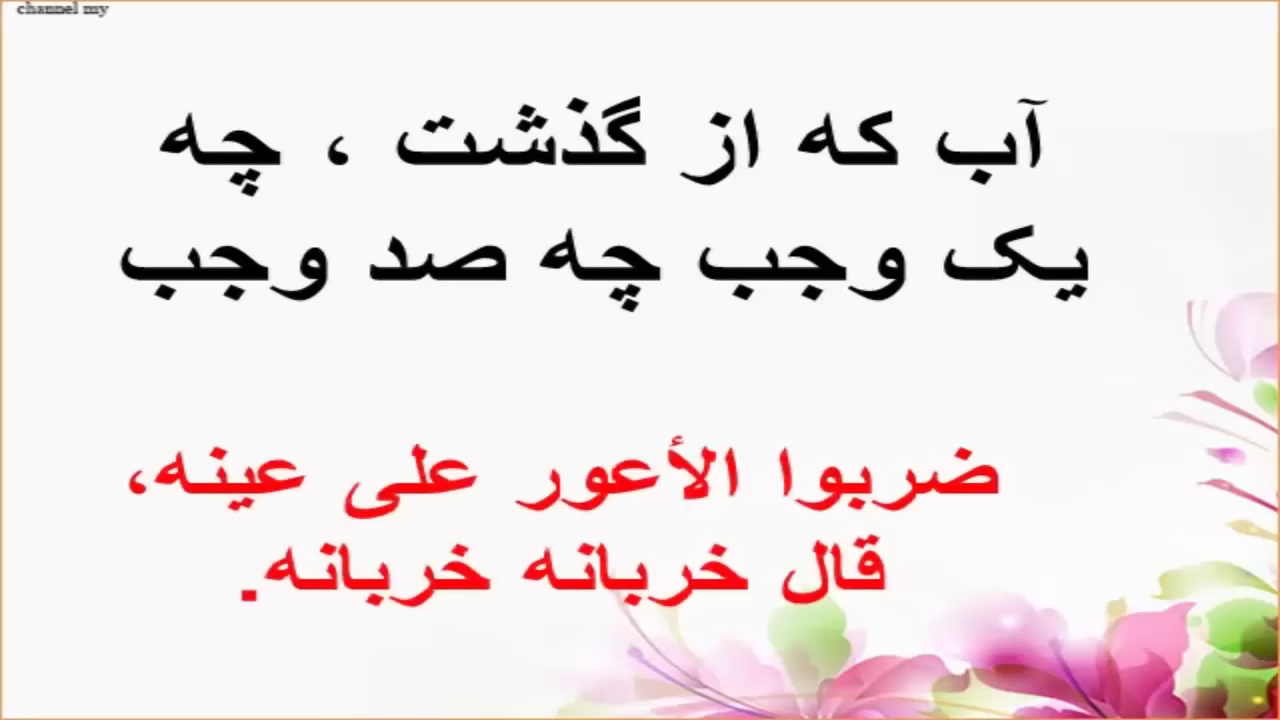 channel my
آب که از گذشت ، چه
یک وجب چه صد وجب
ضربوا الأعور على عينه،
قال خربانه خربانه.